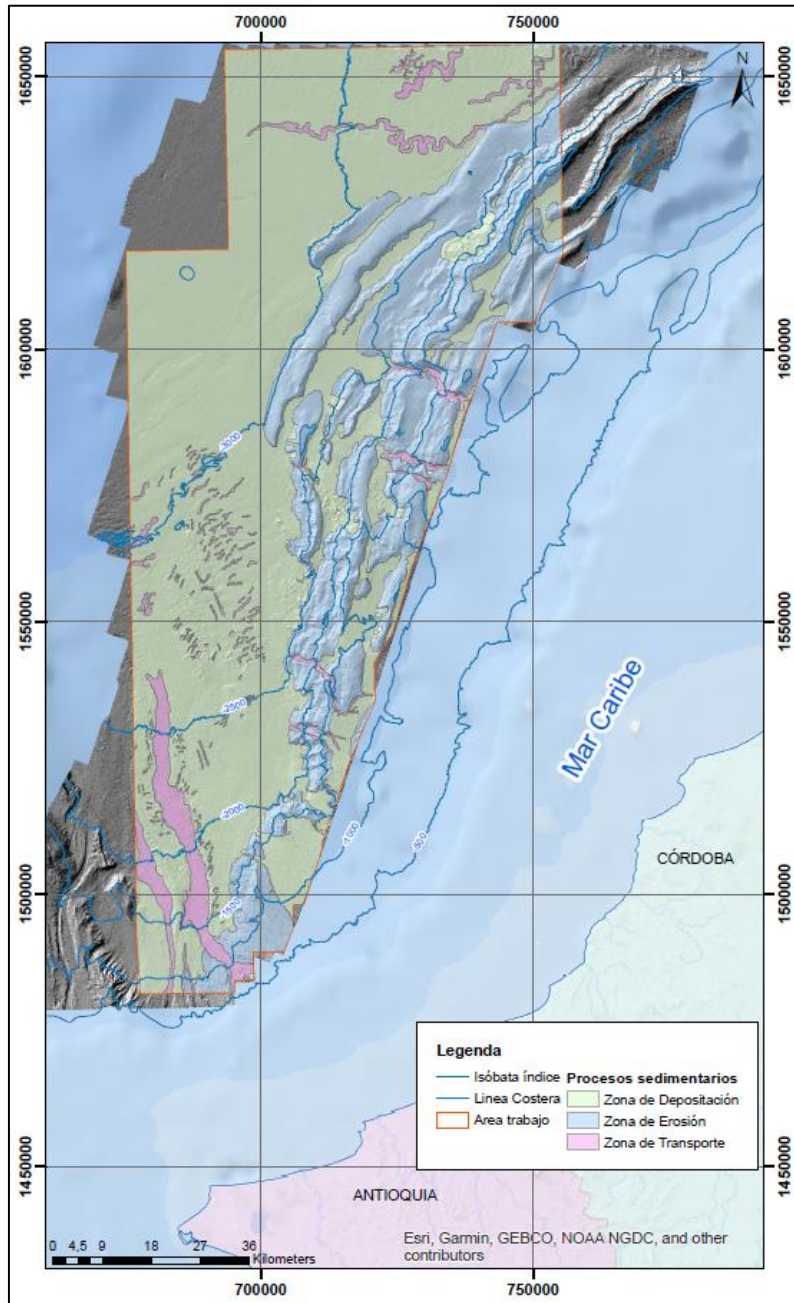 700000
750000
1650000
1650000
N
1600000
1600000
-3000
1550000
1550000
-2500
Mar Caribe
-2000
-1000
-500
CÓRDOBA
1500000
1500000
-1500
Legenda
Isóbata índice
Linea Costera
Area trabajo
Procesos sedimentarios
Zona de Depositación
Zona de Erosión
Zona de Transporte
1450000
1450000
ANTIOQUIA
Esri, Garmin, GEBCO, NOAA NGDC, and other
contributors
0 4,5 9 18 27 36
Kilometers
700000
750000